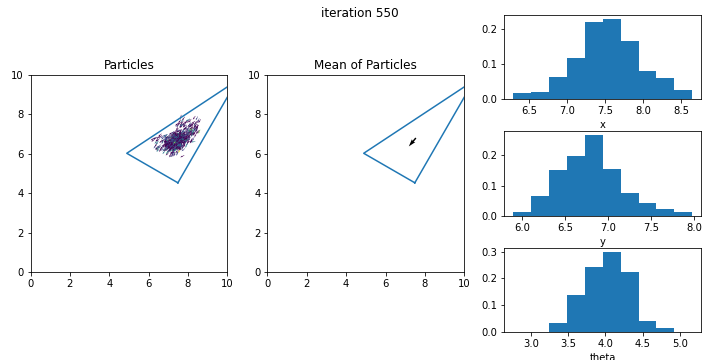 iteration 550
Particles
10
8
6
4
2
0
0 2 4 6 8 10
Mean of Particles
10
8
6
4
2
0
0 2 4 6 8 10
0.2
0.1
0.0
6.5 7.0 7.5 8.0 8.5
x
0.2
0.1
0.0
6.0 6.5 7.0 7.5 8.0
y
0.3
0.2
0.1
0.0
3.0 3.5 4.0 4.5 5.0
theta